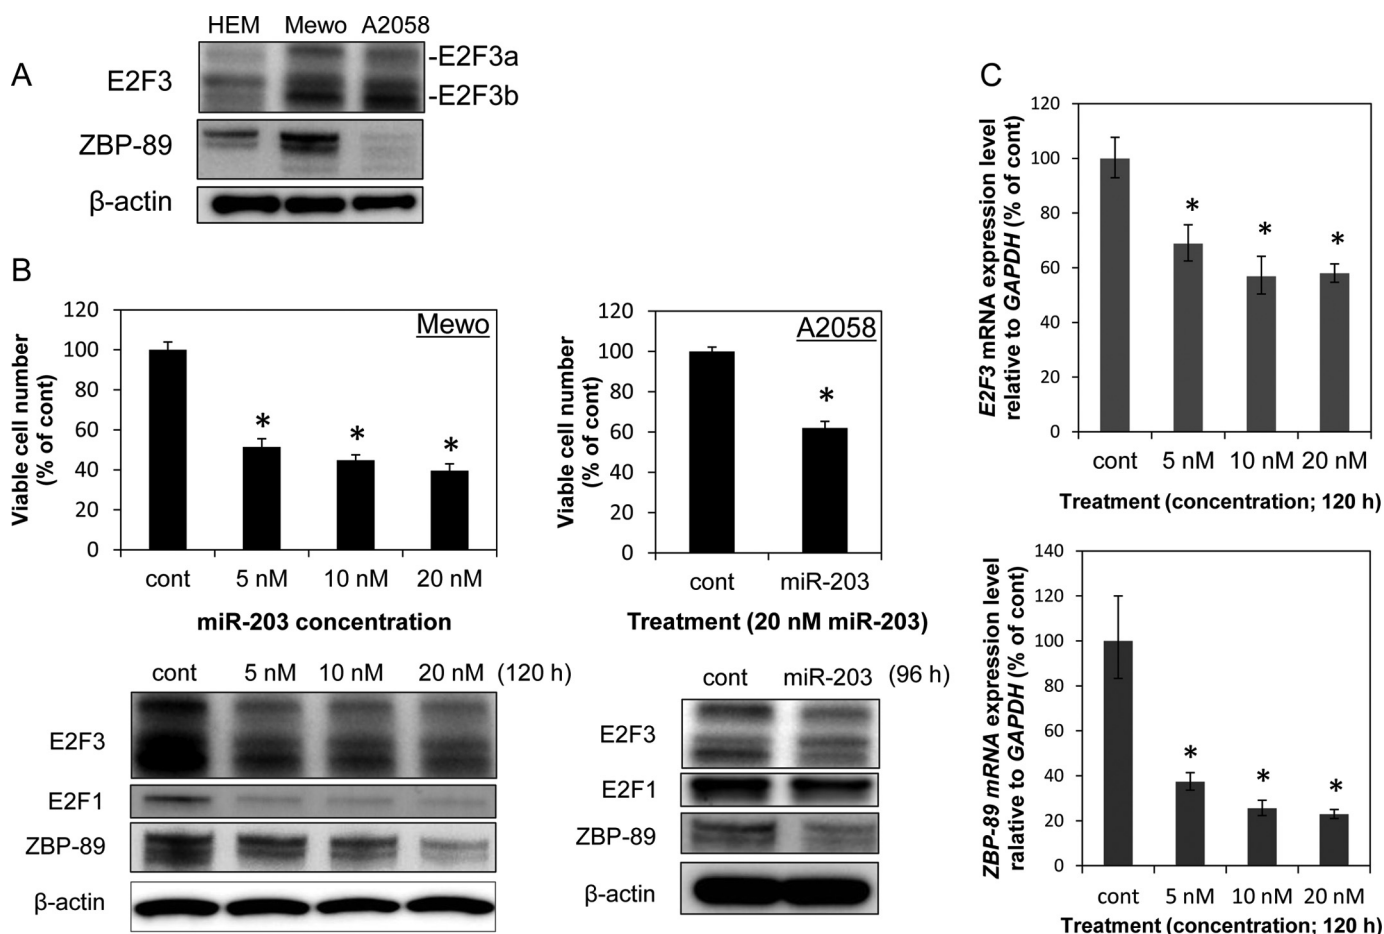 A
HEM Mewo A2058
E2F3
-E2F3a
-E2F3b
ZBP-89
β-actin
B
Viable cell number
(% of cont)
120
100
80
60
40
20
0
Mewo
*
*
*
cont 5 nM 10 nM 20 nM
miR-203 concentration
Viable cell number
(% of cont)
120
100
80
60
40
20
0
A2058
*
cont miR-203
Treatment (20 nM miR-203)
cont 5 nM 10 nM 20 nM (120 h)
E2F3
E2F1
ZBP-89
β-actin
cont miR-203 (96 h)
E2F3
E2F1
ZBP-89
β-actin
C
E2F3 mRNA expression level
relative to GAPDH (% of cont)
120
100
80
60
40
20
0
*
*
*
cont 5 nM 10 nM 20 nM
Treatment (concentration; 120 h)
ZBP-89 mRNA expression level
ralative to GAPDH (% of cont)
140
120
100
80
60
40
20
0
*
*
*
cont 5 nM 10 nM 20 nM
Treatment (concentration; 120 h)